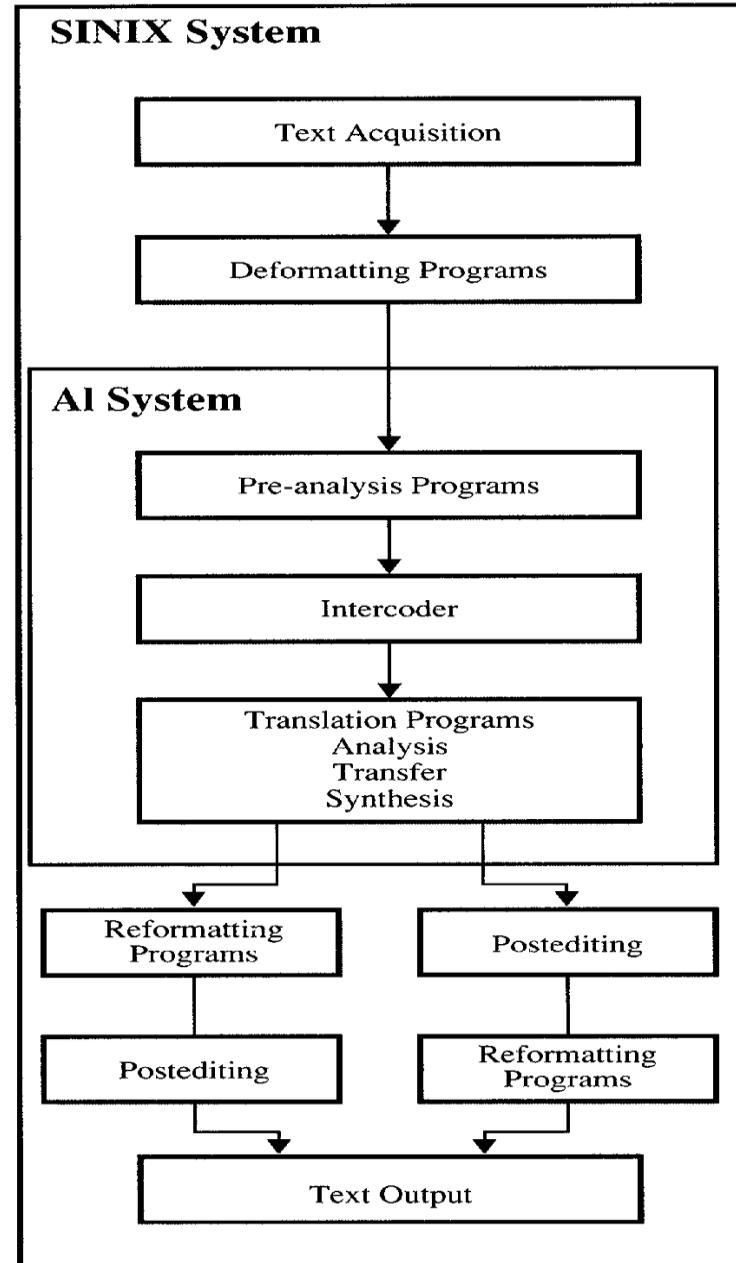 SINIX System
Text Acquisition
Deformatting Programs
AI System
Pre-analysis Programs
Intercoder
Translation Programs
Analysis
Transfer
Synthesis
Reformatting
Programs
Postediting
Postediting
Reformatting
Programs
Text Output